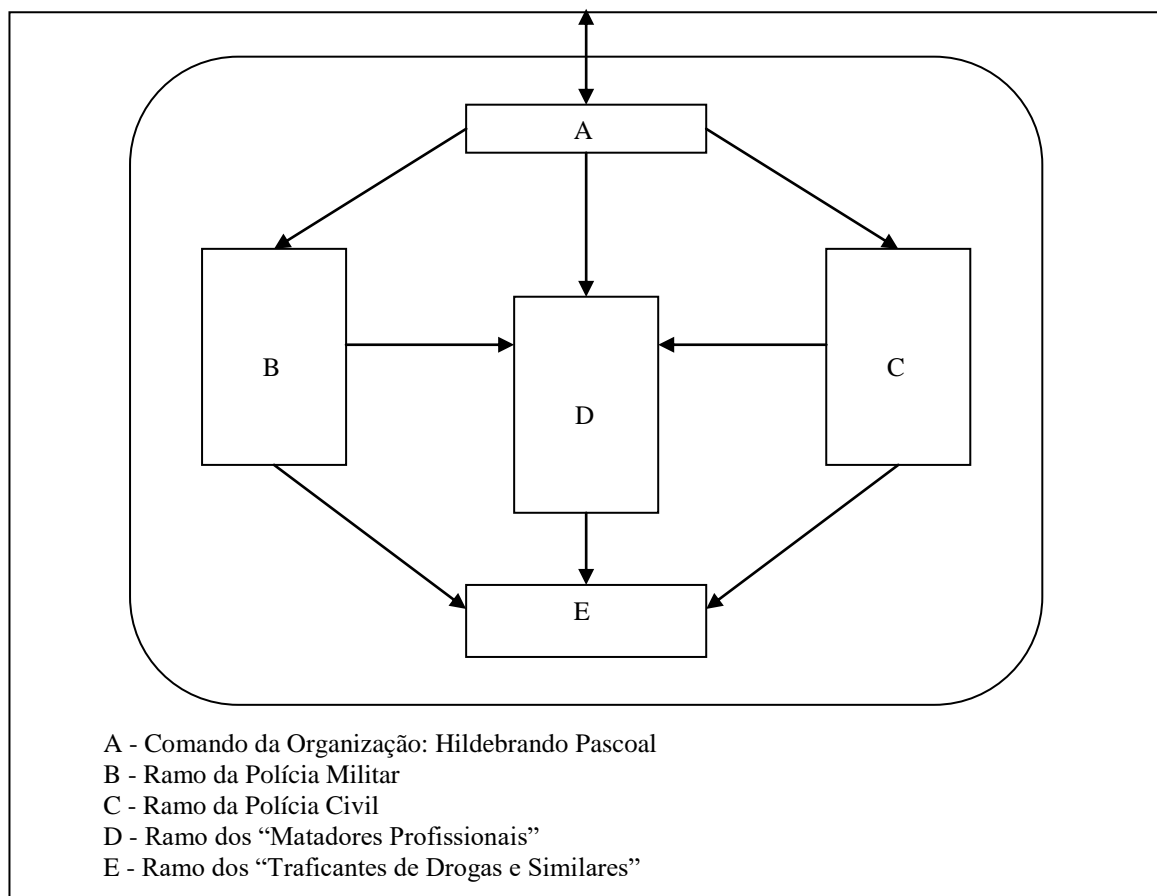 A
B
C
D
E
A - Comando da Organização: Hildebrando Pascoal
B - Ramo da Polícia Militar
C - Ramo da Polícia Civil
D - Ramo dos “Matadores Profissionais”
E - Ramo dos “Traficantes de Drogas e Similares”